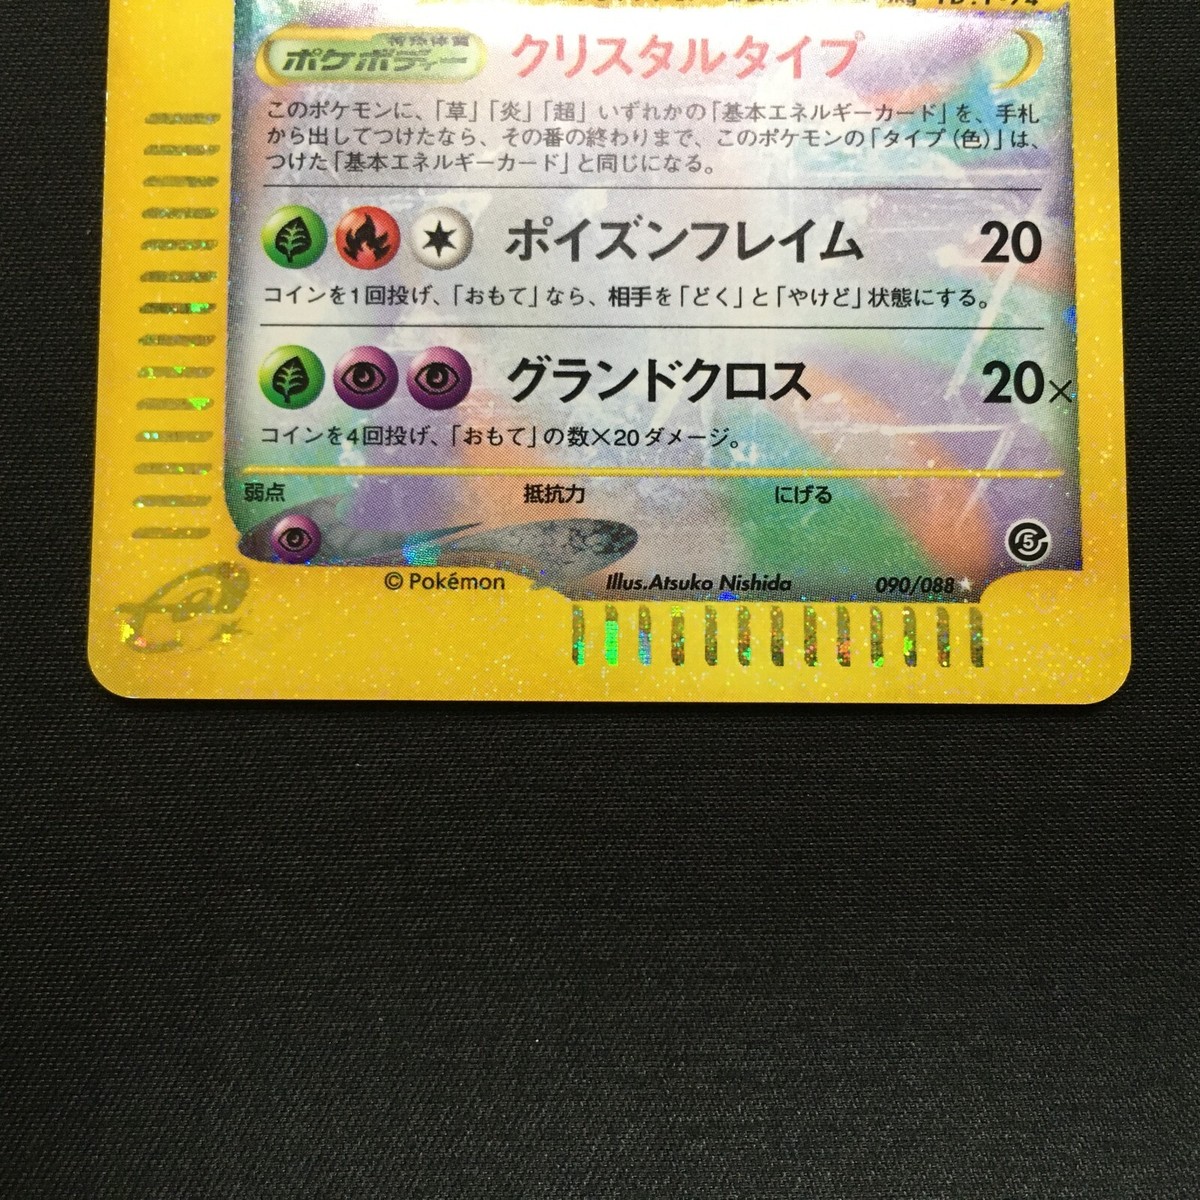 特殊体質
ポケボディー クリスタルタイプ
このポケモンに、「草」「炎」「超」いずれかの「基本エネルギーカード」を、手札
から出してつけたなら、その番の終わりまで、このポケモンの「タイプ(色)」は、
つけた「基本エネルギーカード」と同じになる。
ポイズンフレイム 20
コインを1回投げ、「おもて」なら、相手を「どく」と「やけど」状態にする。
グランドクロス 20×
コインを4回投げ、「おもて」の数×20ダメージ。
弱点 抵抗力 にげる
5
© Pokémon Illus.Atsuko Nishida 090/088★